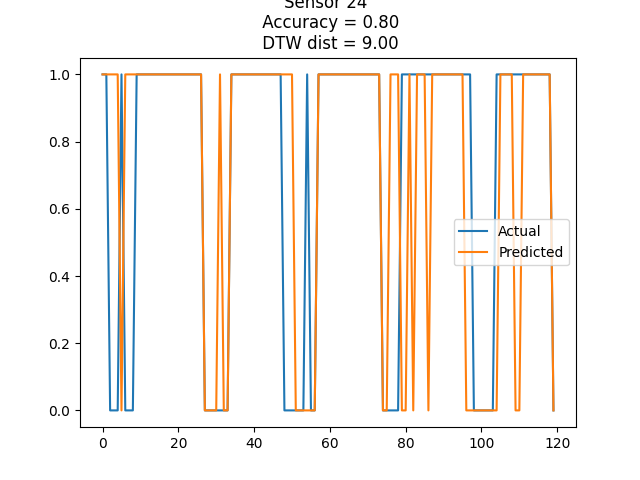 Sensor 24
Accuracy = 0.80
DTW dist = 9.00
1.0
0.8
0.6
0.4
0.2
0.0
Actual
Predicted
0 20 40 60 80 100 120